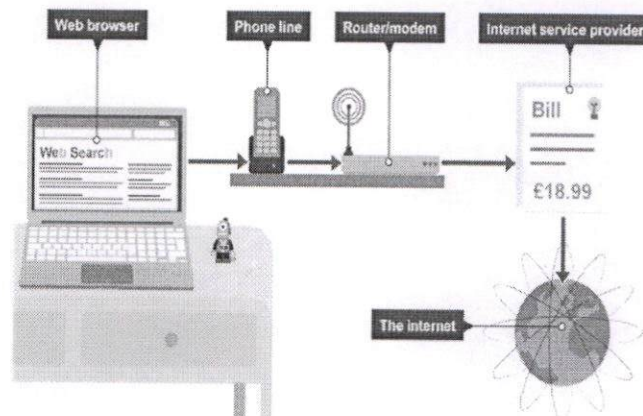 Web browser
Phone line
Router/modem
Internet service provider
Web Search
Bill
£18.99
The internet